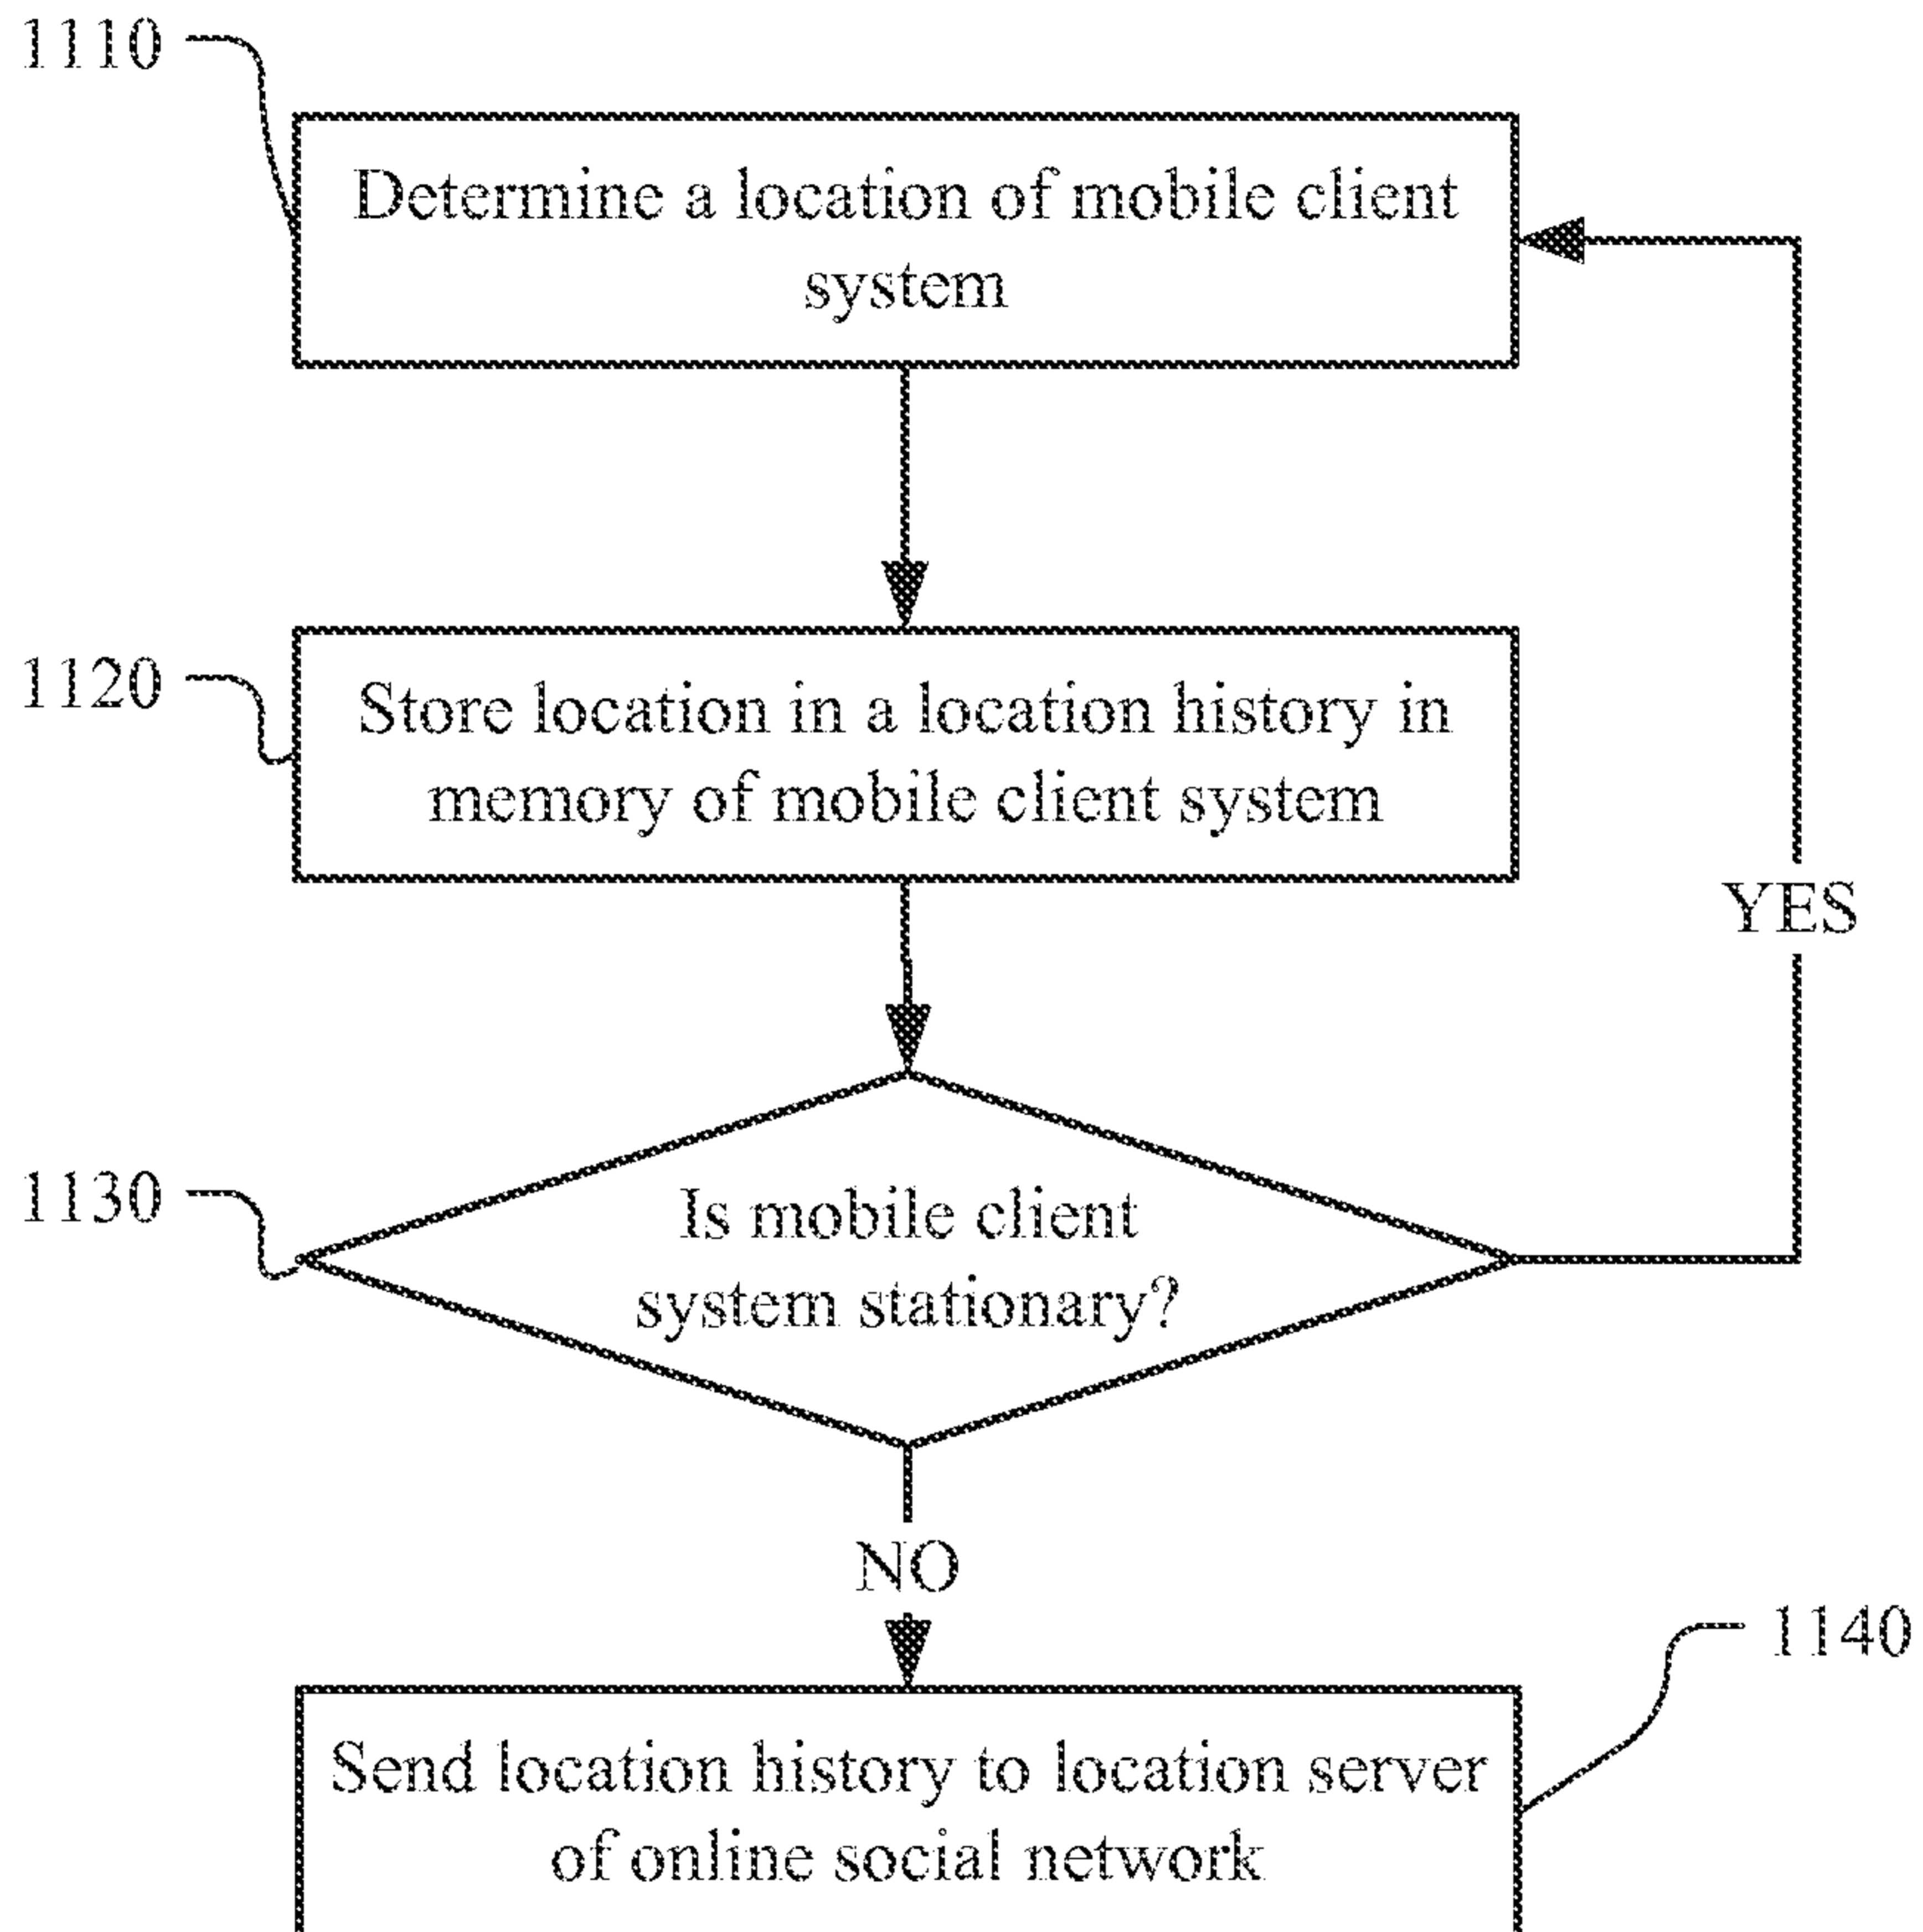 1110
Determine a location of mobile client
system
1120
Store location in a location history in
memory of mobile client system
YES
1130
Is mobile client
system stationary?
NO
1140
Send location history to location server
of online social network